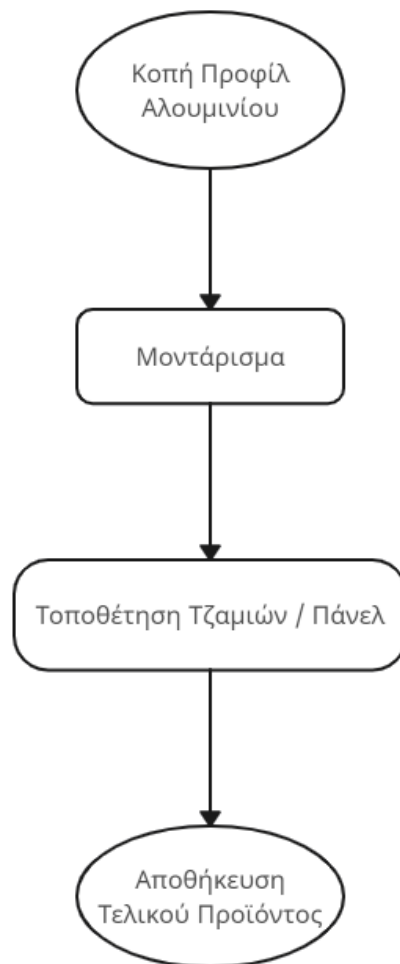 Κοπή Προφίλ
Αλουμινίου
Μοντάρισμα
Τοποθέτηση Τζαμιών / Πάνελ
Αποθήκευση
Τελικού Προϊόντος